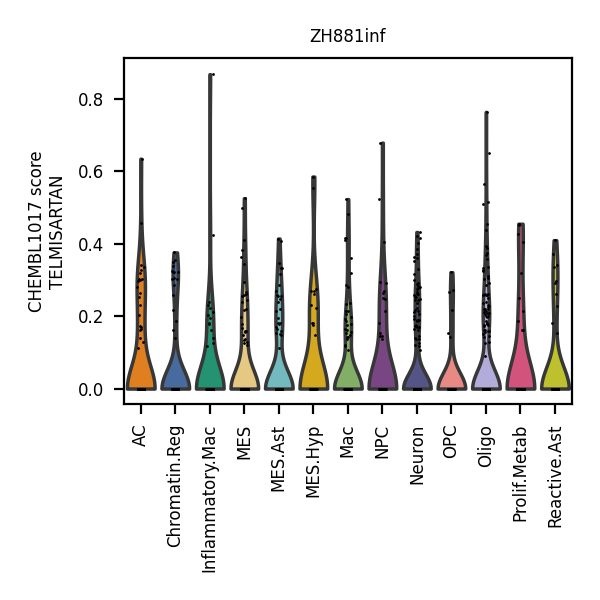 ZH881inf
CHEMBL1017 score
TELMISARTAN
0.8
0.6
0.4
0.2
0.0
AC
Chromatin.Reg
Inflammatory.Mac
MES
MES.Ast
MES.Hyp
Mac
NPC
Neuron
OPC
Oligo
Prolif.Metab
Reactive.Ast